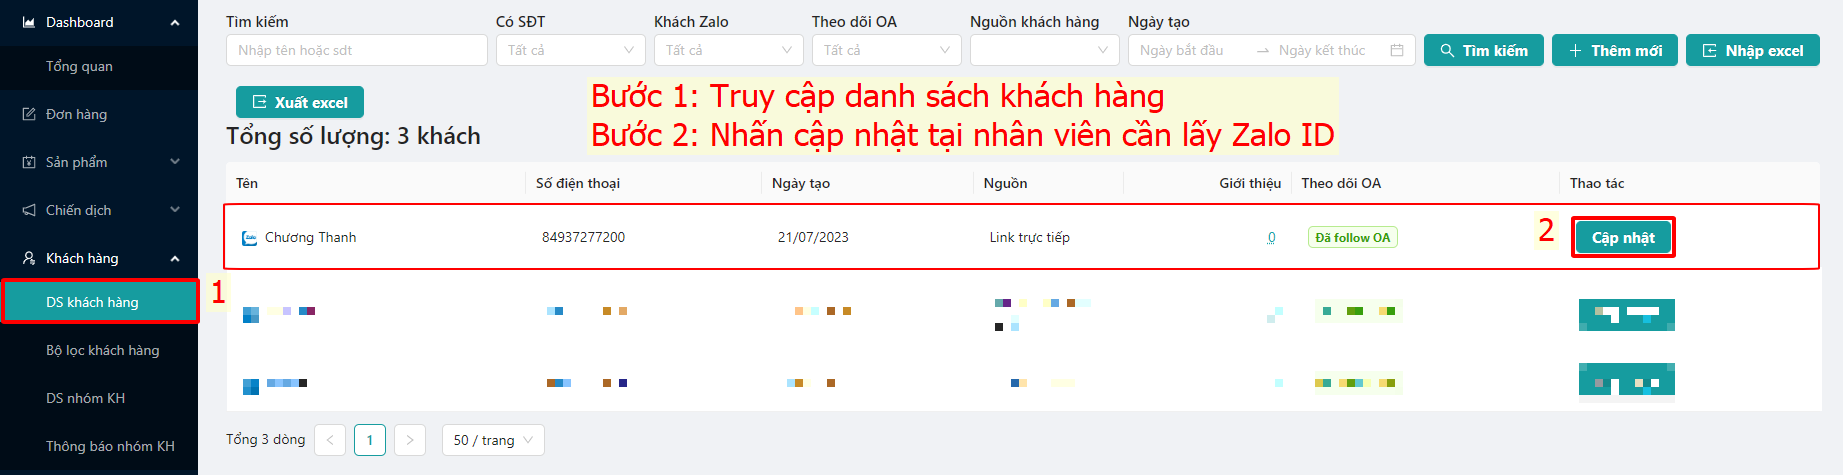 Dashboard
Tổng quan
Đơn hàng
Sản phẩm
Chiến dịch
Khách hàng
DS khách hàng
1
Bộ lọc khách hàng
DS nhóm KH
Thông báo nhóm KH
Tìm kiếm
Có SĐT
Khách Zalo
Theo dõi OA
Nguồn khách hàng
Ngày tạo
Nhập tên hoặc sdt
Tất cả
Tất cả
Tất cả
Ngày bắt đầu
Ngày kết thúc
Tìm kiếm
Thêm mới
Nhập excel
Xuất excel
Bước 1: Truy cập danh sách khách hàng
Bước 2: Nhấn cập nhật tại nhân viên cần lấy Zalo ID
Tổng số lượng: 3 khách
Tên
Số điện thoại
Ngày tạo
Nguồn
Giới thiệu
Theo dõi OA
Thao tác
Zalo
Chương Thanh
84937277200
21/07/2023
Link trực tiếp
0
Đã follow OA
2
Cập nhật
Tổng 3 dòng
<
1
>
50 / trang